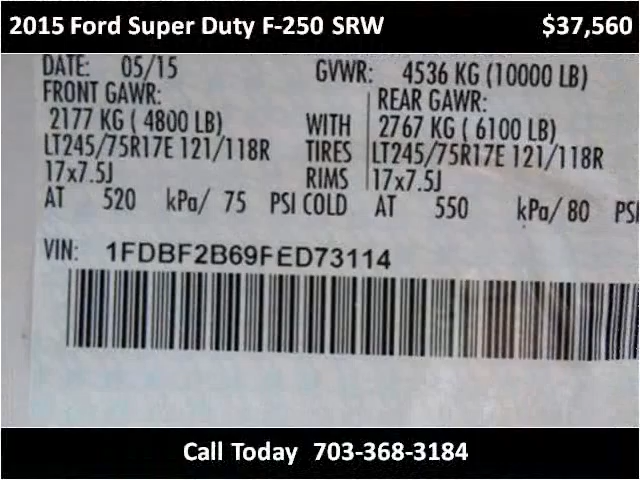 2015 Ford Super Duty F-250 SRW $37,560
DATE: 05/15 GVWR: 4536 KG (10000 LB)
FRONT GAWR: REAR GAWR:
2177 KG ( 4800 LB) WITH 2767 KG ( 6100 LB)
LT245/75R17E 121/118R TIRES LT245/75R17E 121/118R
17x7.5J RIMS 17x7.5J
AT 520 kPa/ 75 PSI COLD AT 550 kPa/ 80 PSI
VIN: 1FDBF2B69FED73114
Call Today 703-368-3184